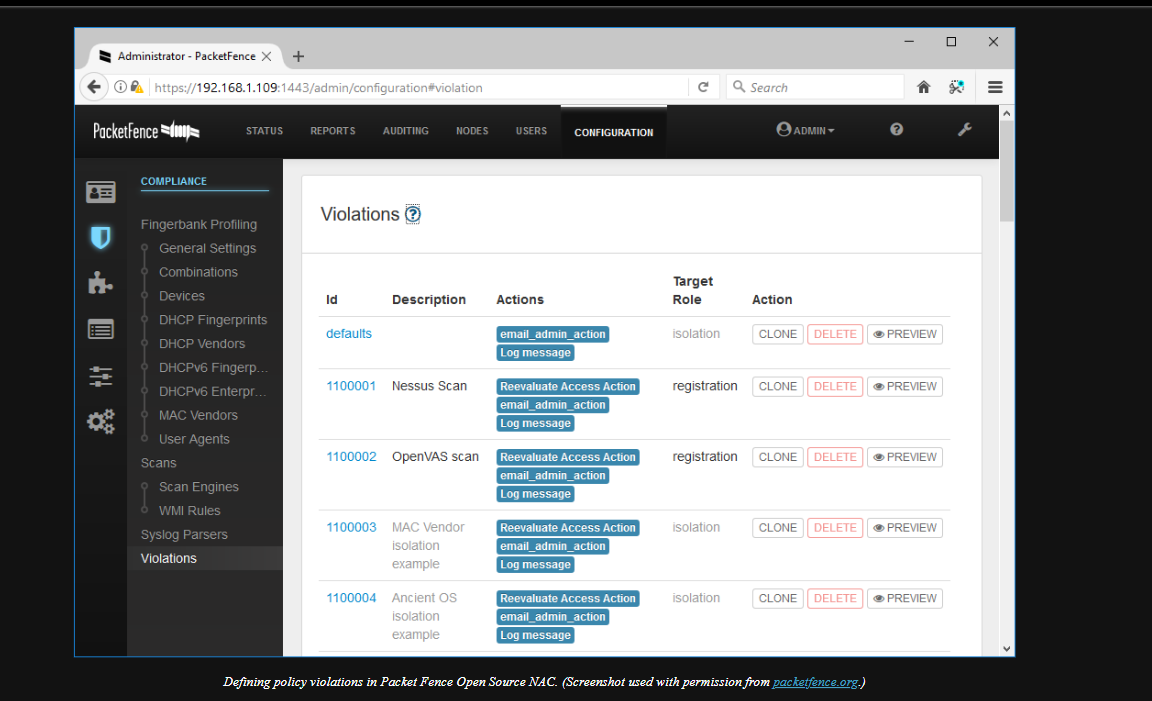 Administrator - PacketFence
https://192.168.1.109:1443/admin/configuration#violation
Search
PacketFence
STATUS REPORTS AUDITING NODES USERS CONFIGURATION ADMIN
COMPLIANCE
Fingerbank Profiling
General Settings
Combinations
Devices
DHCP Fingerprints
DHCP Vendors
DHCPv6 Fingerp...
DHCPv6 Enterpr...
MAC Vendors
User Agents
Scans
Scan Engines
WMI Rules
Syslog Parsers
Violations
Violations ?
Id Description Actions Target Role Action
defaults email_admin_action isolation CLONE DELETE PREVIEW
Log message
1100001 Nessus Scan Reevaluate Access Action registration CLONE DELETE PREVIEW
email_admin_action
Log message
1100002 OpenVAS scan Reevaluate Access Action registration CLONE DELETE PREVIEW
email_admin_action
Log message
1100003 MAC Vendor Reevaluate Access Action isolation CLONE DELETE PREVIEW
isolation email_admin_action
example Log message
1100004 Ancient OS Reevaluate Access Action isolation CLONE DELETE PREVIEW
isolation email_admin_action
example Log message
Defining policy violations in Packet Fence Open Source NAC. (Screenshot used with permission from packetfence.org.)